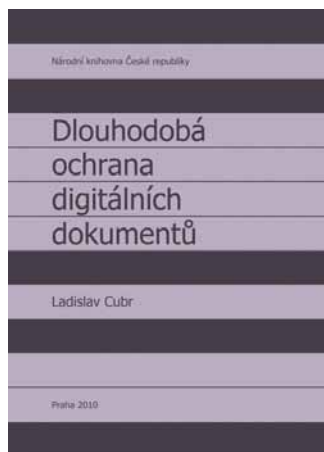 Národní knihovna České republiky
Dlouhodobá
ochrana
digitálních
dokumentů
Ladislav Cubr
Praha 2010